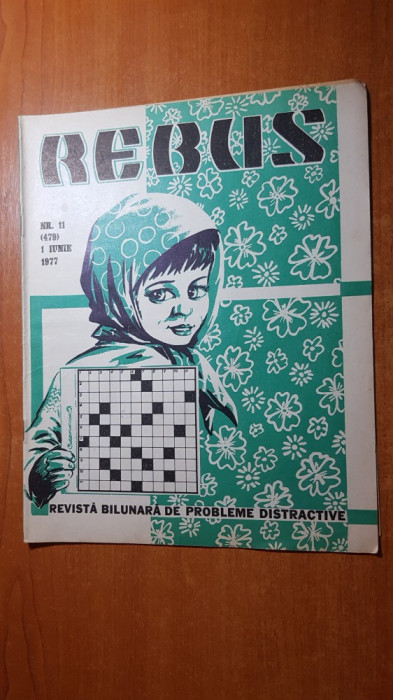 REBUS
NR. 11
(479)
1 IUNIE
1977
REVISTĂ BILUNARĂ DE PROBLEME DISTRACTIVE